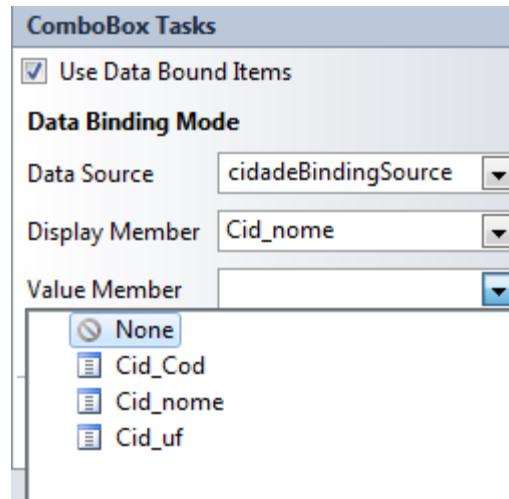 ComboBox Tasks
Use Data Bound Items
Data Binding Mode
Data Source cidadeBindingSource
Display Member Cid_nome
Value Member
None
Cid_Cod
Cid_nome
Cid_uf